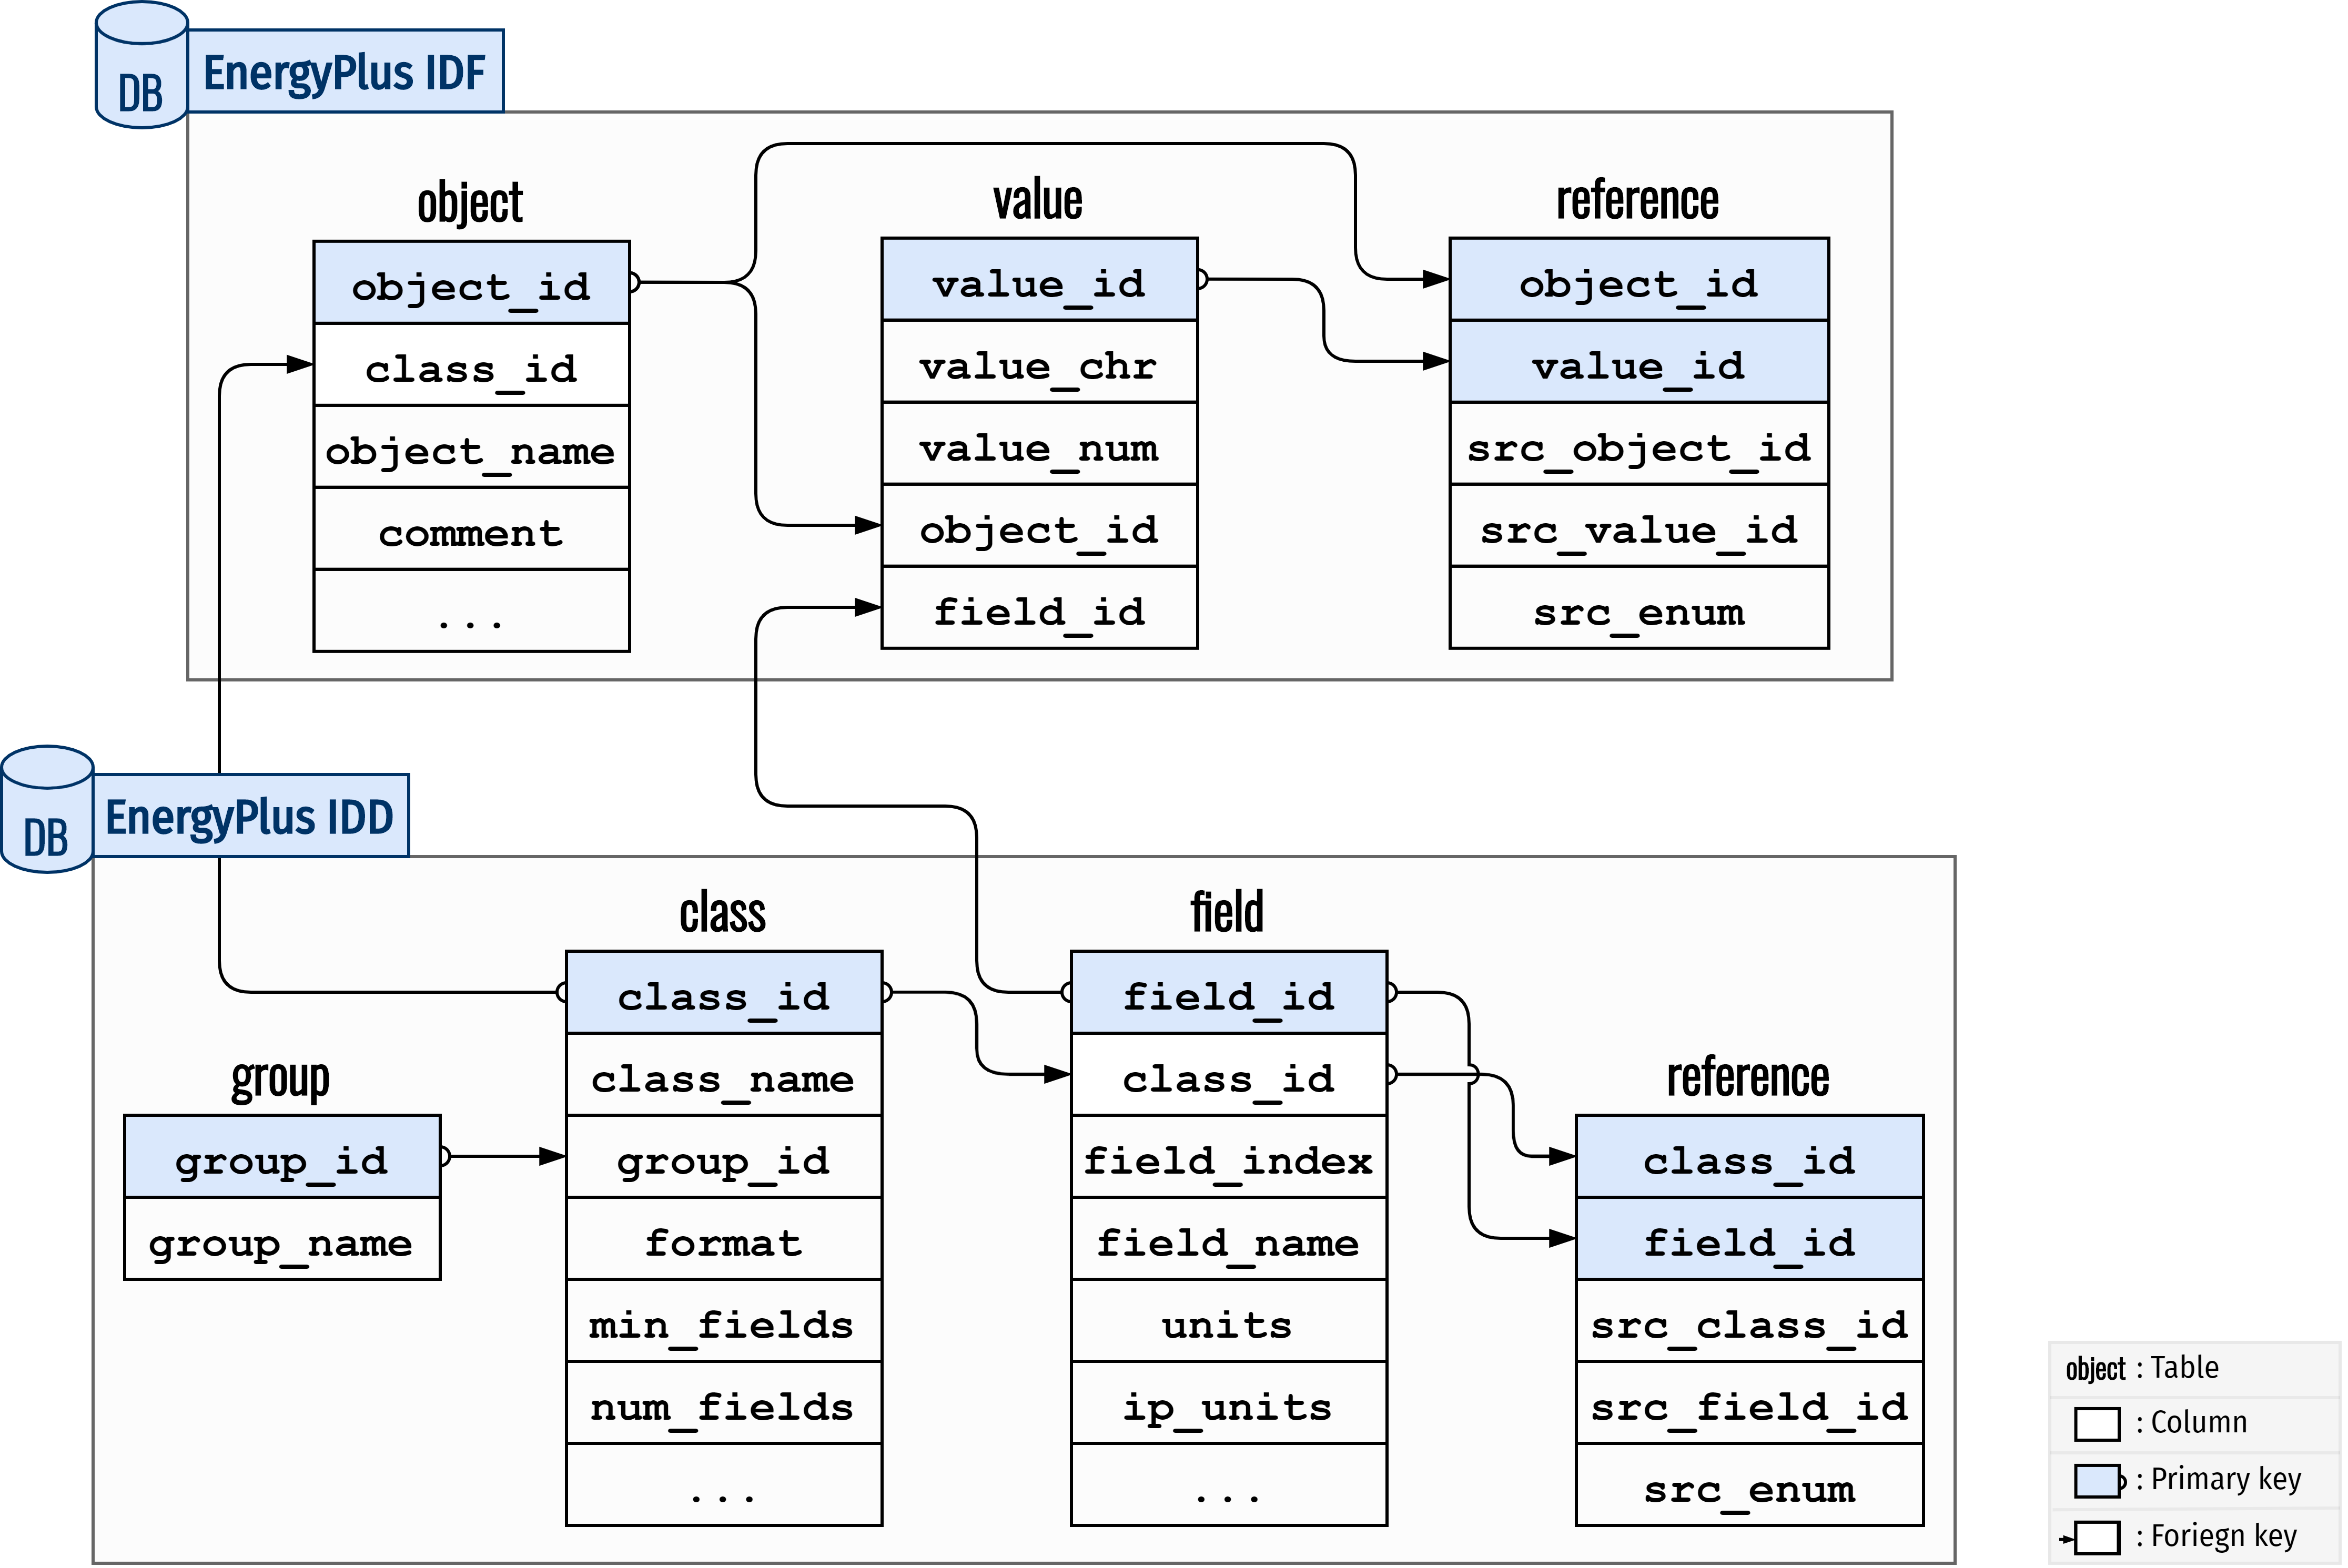 DB
EnergyPlus IDF
object
object_id
class_id
object_name
comment
...
value
value_id
value_chr
value_num
object_id
field_id
reference
object_id
value_id
src_object_id
src_value_id
src_enum
DB
EnergyPlus IDD
group
group_id
group_name
class
class_id
class_name
group_id
format
min_fields
num_fields
...
field
field_id
class_id
field_index
field_name
units
ip_units
...
reference
class_id
field_id
src_class_id
src_field_id
src_enum
object : Table
: Column
: Primary key
: Foriegn key